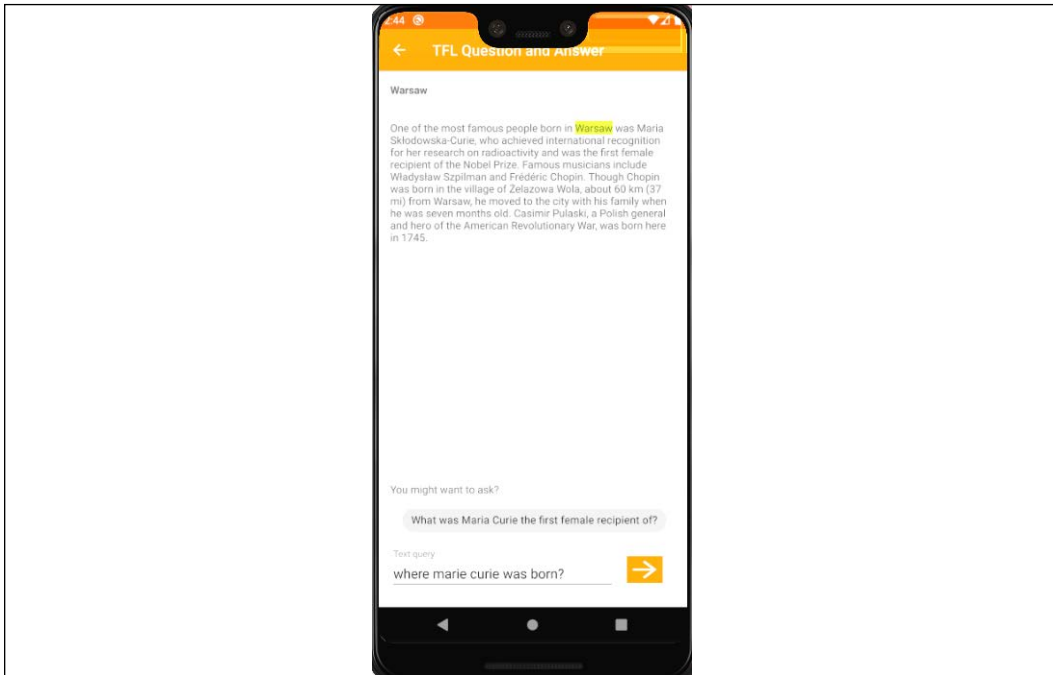 2:44
TFL Question and Answer
Warsaw
One of the most famous people born in Warsaw was Maria
Skłodowska-Curie, who achieved international recognition
for her research on radioactivity and was the first female
recipient of the Nobel Prize. Famous musicians include
Władysław Szpilman and Frédéric Chopin. Though Chopin
was born in the village of Żelazowa Wola, about 60 km (37
mi) from Warsaw, he moved to the city with his family when
he was seven months old. Casimir Pulaski, a Polish general
and hero of the American Revolutionary War, was born here
in 1745.
You might want to ask?
What was Maria Curie the first female recipient of?
Text query
where marie curie was born?